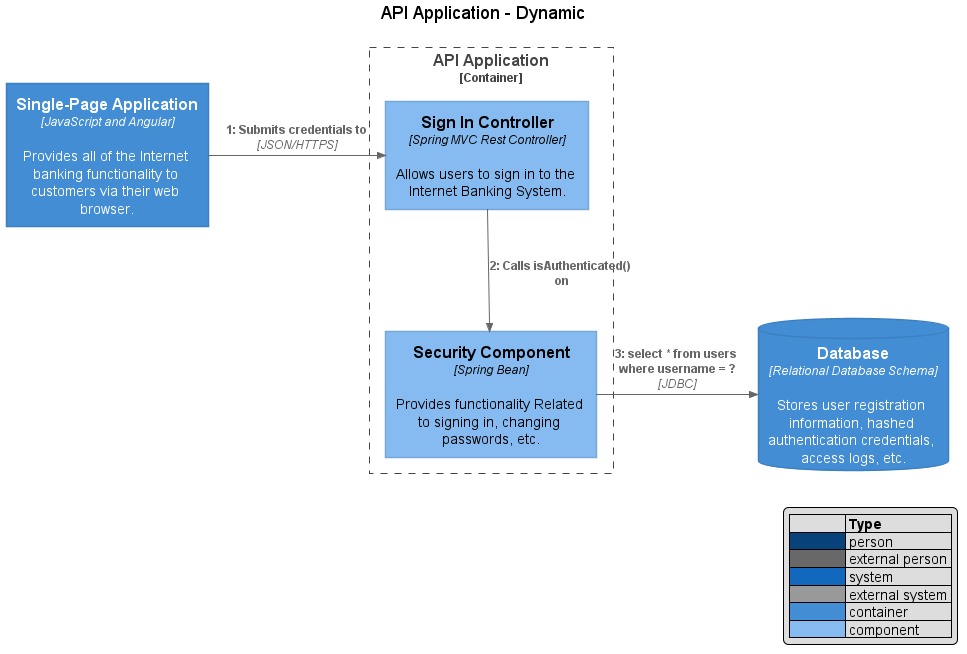 API Application - Dynamic
API Application
[Container]
Single-Page Application
[JavaScript and Angular]
Provides all of the Internet
banking functionality to
customers via their web
browser.
1: Submits credentials to
[JSON/HTTPS]
Sign In Controller
[Spring MVC Rest Controller]
Allows users to sign in to the
Internet Banking System.
2: Calls isAuthenticated()
on
Security Component
[Spring Bean]
Provides functionality Related
to signing in, changing
passwords, etc.
3: select * from users
where username = ?
[JDBC]
Database
[Relational Database Schema]
Stores user registration
information, hashed
authentication credentials,
access logs, etc.
Type
person
external person
system
external system
container
component